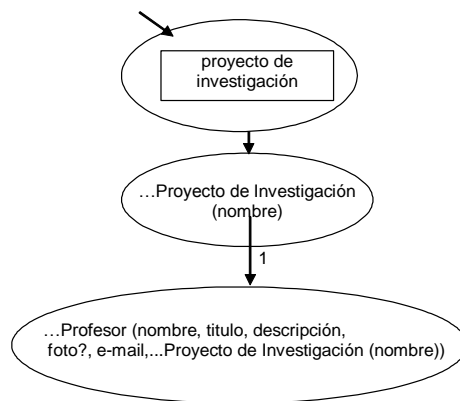 proyecto de
investigación
...Proyecto de Investigación
(nombre)
1
...Profesor (nombre, titulo, descripción,
foto?, e-mail,...Proyecto de Investigación (nombre))